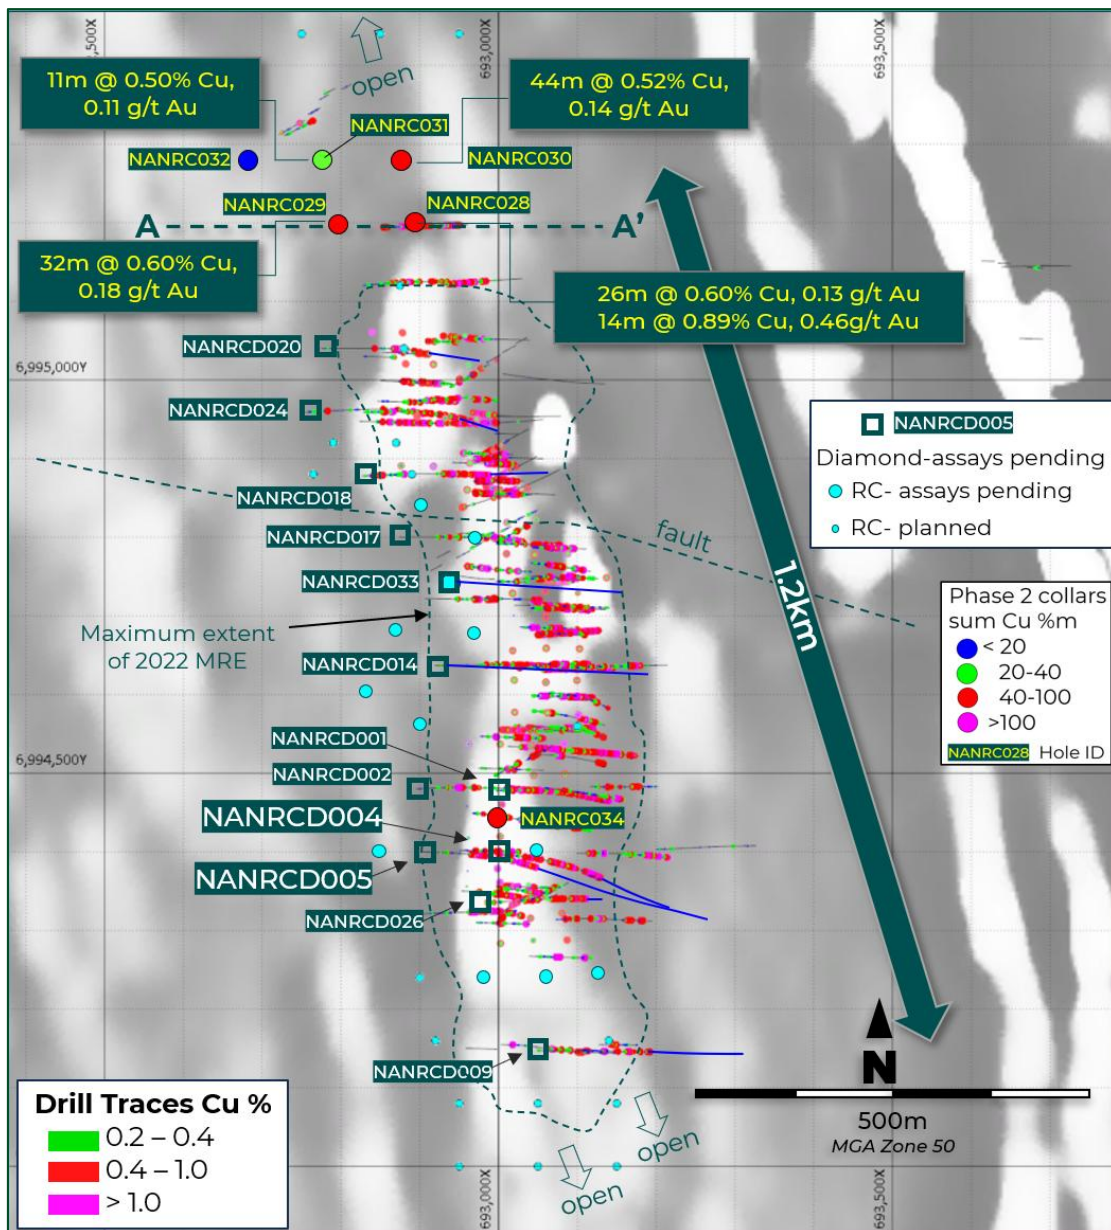 ,500X
693,000X
693,500X
open
11m @ 0.50% Cu,
0.11 g/t Au
44m @ 0.52% Cu,
0.14 g/t Au
NANRC031
NANRC032
NANRC030
NANRC029
NANRC028
A
A’
32m @ 0.60% Cu,
0.18 g/t Au
26m @ 0.60% Cu, 0.13 g/t Au
14m @ 0.89% Cu, 0.46g/t Au
NANRCD020
6,995,000Y
NANRCD024
NANRCD005
Diamond-assays pending
RC- assays pending
RC- planned
NANRCD018
fault
NANRCD017
1.2km
NANRCD033
Maximum extent
of 2022 MRE
NANRCD014
Phase 2 collars
sum Cu %m
< 20
20-40
40-100
>100
NANRC028 Hole ID
NANRCD001
6,994,500Y
NANRCD002
NANRCD004
NANRC034
NANRCD005
NANRCD026
N
NANRCD009
500m
MGA Zone 50
Drill Traces Cu %
0.2 – 0.4
0.4 – 1.0
> 1.0
open
open
693,000X
693,500X